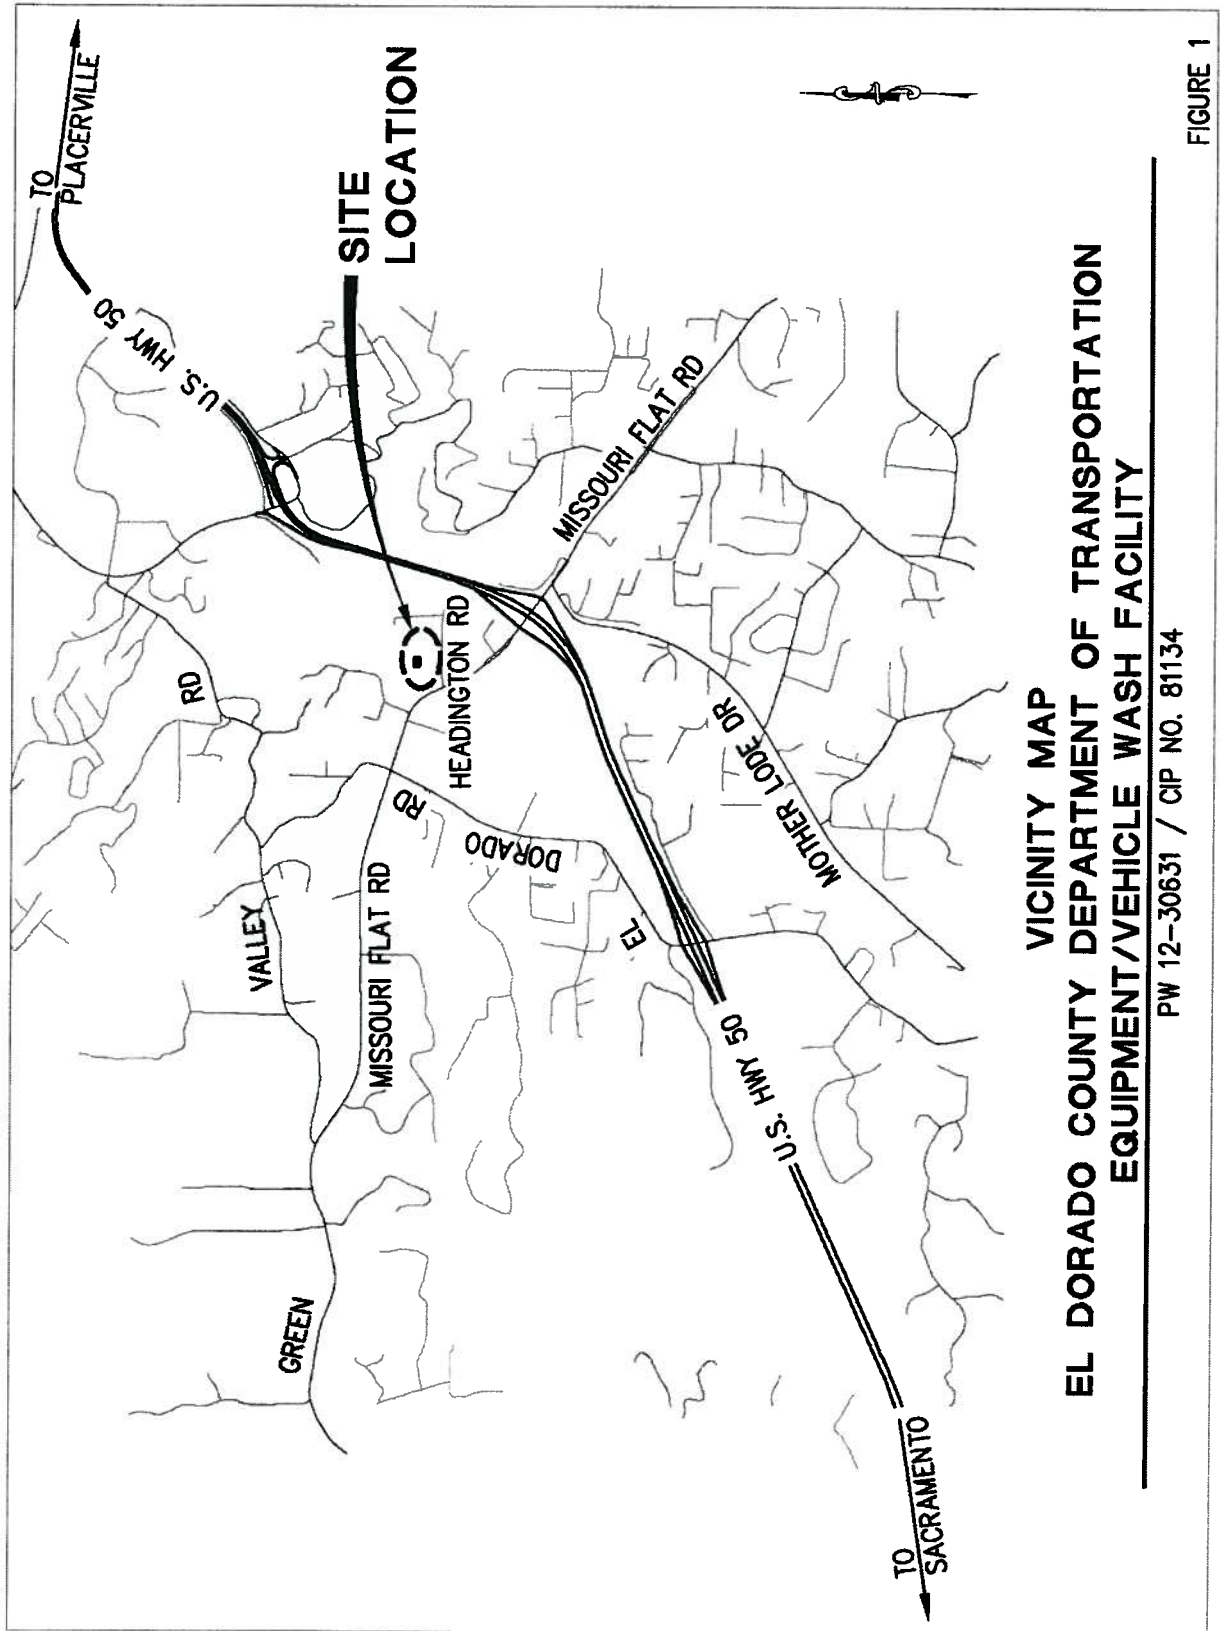 TO
PLACERVILLE
U.S. HWY 50
SITE
LOCATION
GREEN
VALLEY
RD
MISSOURI FLAT RD
HEADINGTON RD
EL
DORADO
RD
MISSOURI FLAT RD
MOTHER LODE DR
U.S. HWY 50
TO
SACRAMENTO
VICINITY MAP
EL DORADO COUNTY DEPARTMENT OF TRANSPORTATION
EQUIPMENT/VEHICLE WASH FACILITY
PW 12-30631 / CIP NO. 81134
FIGURE 1